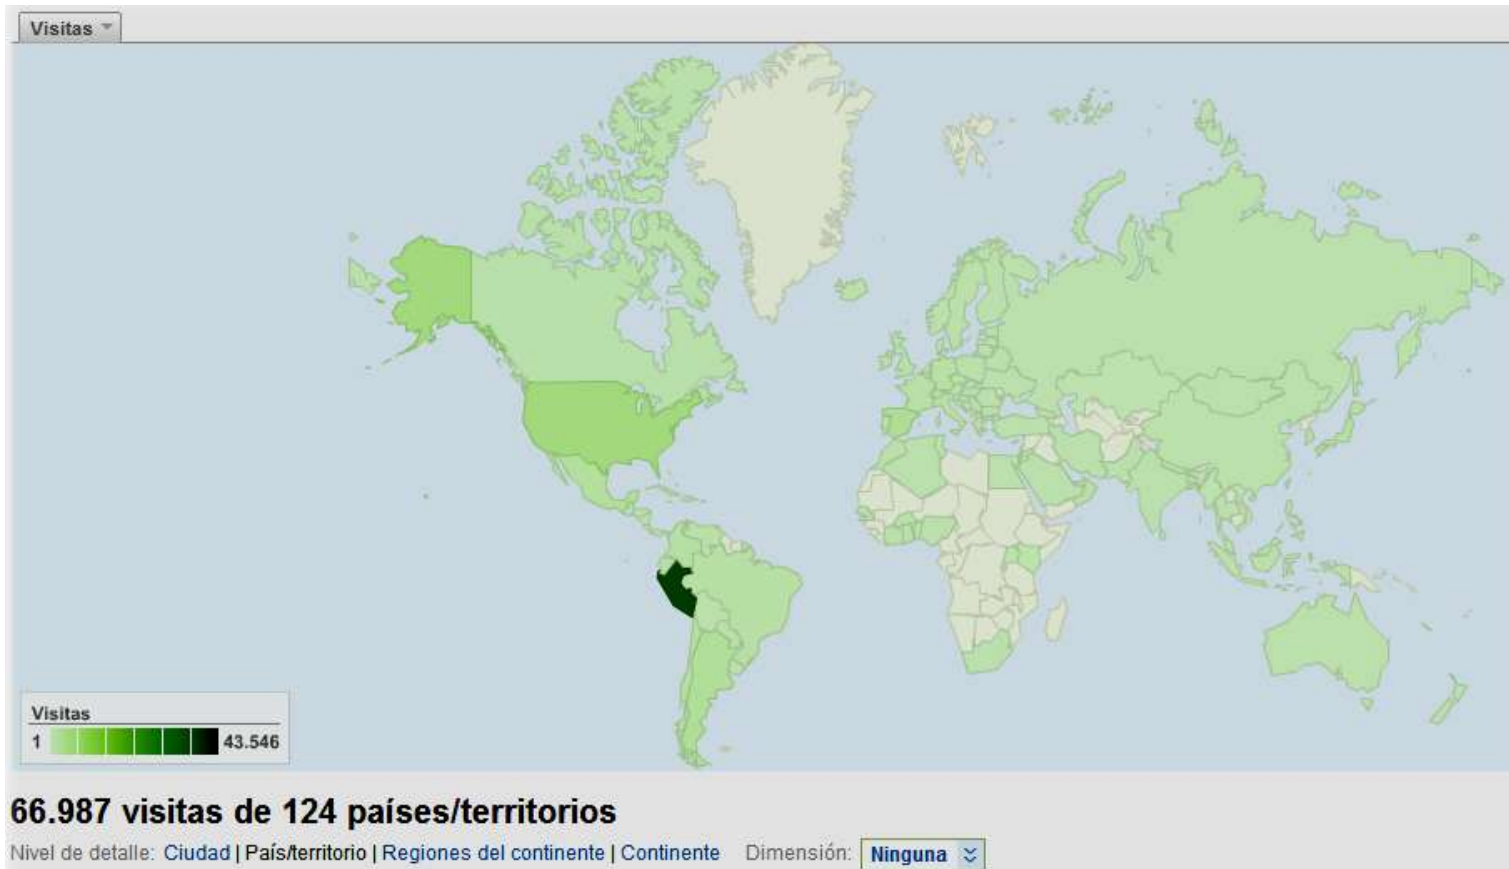 Visitas
Visitas
1 43.546
66.987 visitas de 124 países/territorios
Nivel de detalle: Ciudad | País/territorio | Regiones del continente | Continente Dimensión: Ninguna